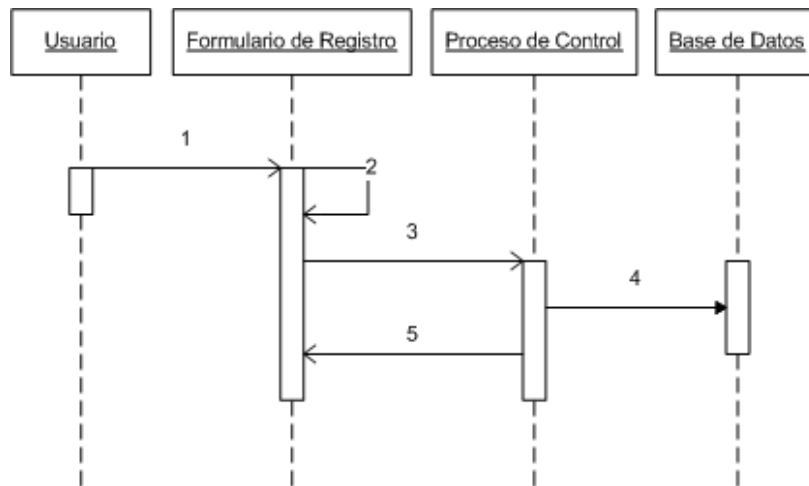 Usuario
Formulario de Registro
Proceso de Control
Base de Datos
1
2
3
4
5